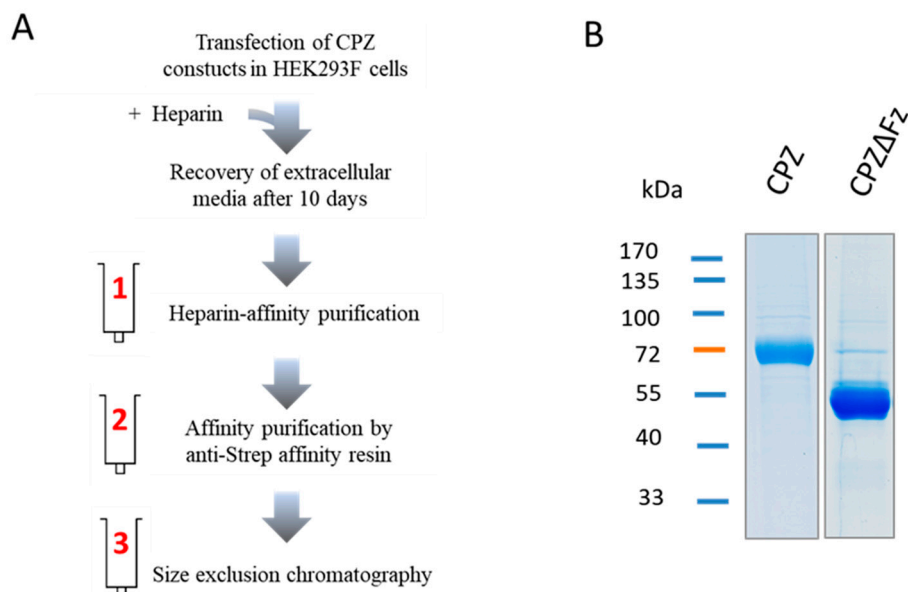 A
Transfection of CPZ
constucts in HEK293F cells
+ Heparin
Recovery of extracellular
media after 10 days
1
Heparin-affinity purification
2
Affinity purification by
anti-Strep affinity resin
3
Size exclusion chromatography
B
kDa
CPZ
CPZΔFz
170
135
100
72
55
40
33